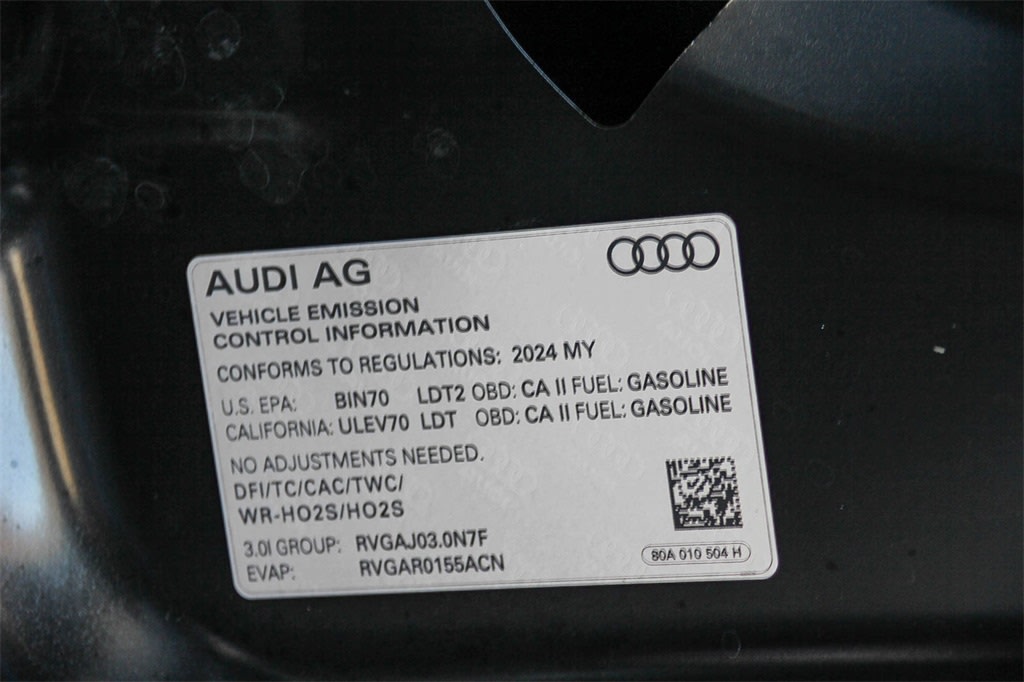 AUDI AG
VEHICLE EMISSION
CONTROL INFORMATION
CONFORMS TO REGULATIONS: 2024 MY
U.S. EPA: BIN70 LDT2 OBD: CA II FUEL: GASOLINE
CALIFORNIA: ULEV70 LDT OBD: CA II FUEL: GASOLINE
NO ADJUSTMENTS NEEDED.
DFI/TC/CAC/TWC/
WR-HO2S/HO2S
3.0l GROUP: RVGAJ03.0N7F
EVAP: RVGAR0155ACN
80A 010 504 H